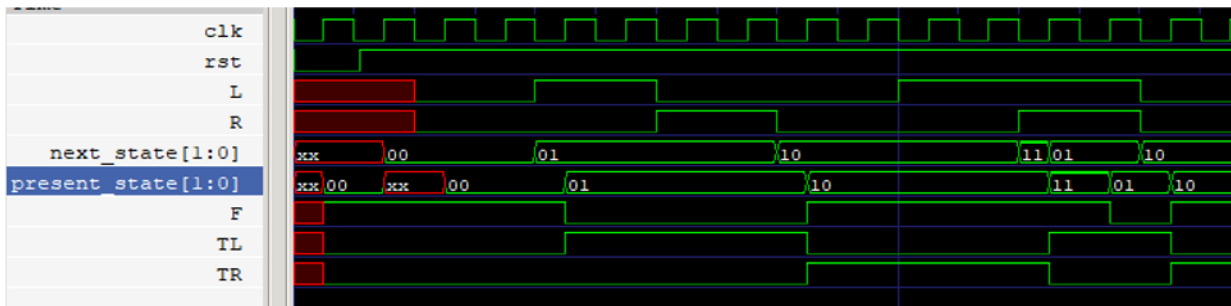 Time
clk
rst
L
R
next_state[1:0] xx 00 01 10 11 01 10
present_state[1:0] xx 00 xx 00 01 10 11 01 10
F
TL
TR